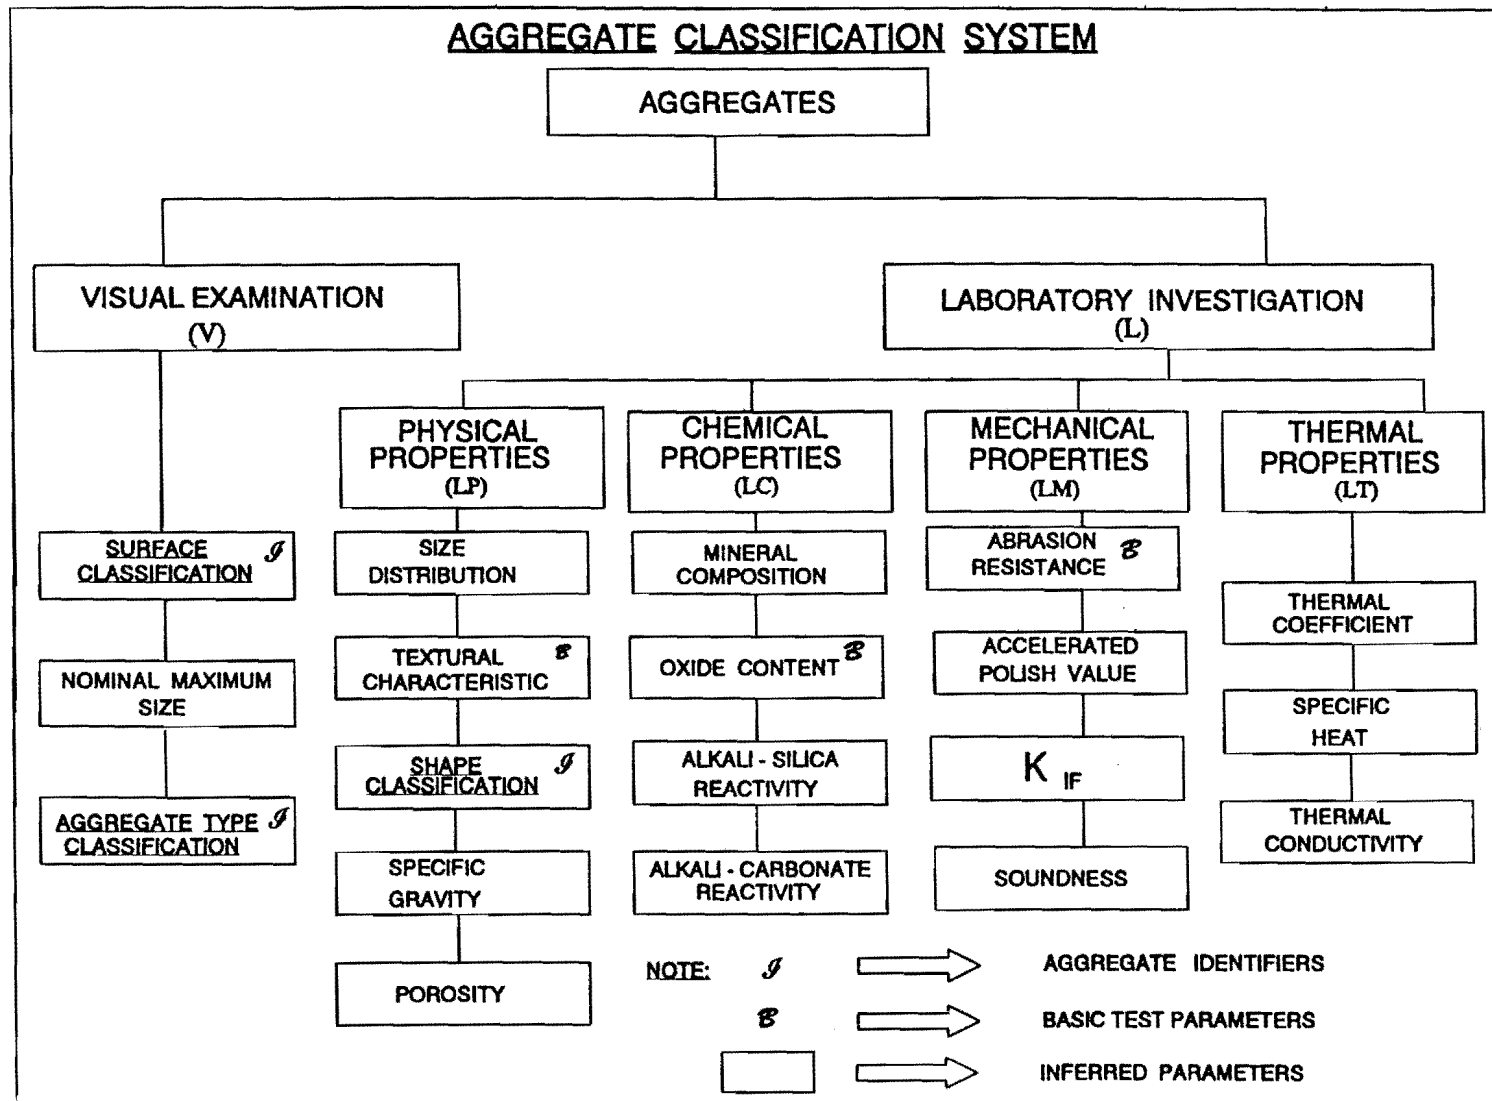 AGGREGATE CLASSIFICATION SYSTEM
AGGREGATES
VISUAL EXAMINATION
(V)
LABORATORY INVESTIGATION
(L)
PHYSICAL
PROPERTIES
(LP)
CHEMICAL
PROPERTIES
(LC)
MECHANICAL
PROPERTIES
(LM)
THERMAL
PROPERTIES
(LT)
SURFACE I
CLASSIFICATION
NOMINAL MAXIMUM
SIZE
AGGREGATE TYPE I
CLASSIFICATION
SIZE
DISTRIBUTION
TEXTURAL B
CHARACTERISTIC
SHAPE I
CLASSIFICATION
SPECIFIC
GRAVITY
POROSITY
MINERAL
COMPOSITION
OXIDE CONTENT B
ALKALI - SILICA
REACTIVITY
ALKALI - CARBONATE
REACTIVITY
ABRASION B
RESISTANCE
ACCELERATED
POLISH VALUE
K IF
SOUNDNESS
THERMAL
COEFFICIENT
SPECIFIC
HEAT
THERMAL
CONDUCTIVITY
NOTE: I AGGREGATE IDENTIFIERS
B BASIC TEST PARAMETERS
INFERRED PARAMETERS